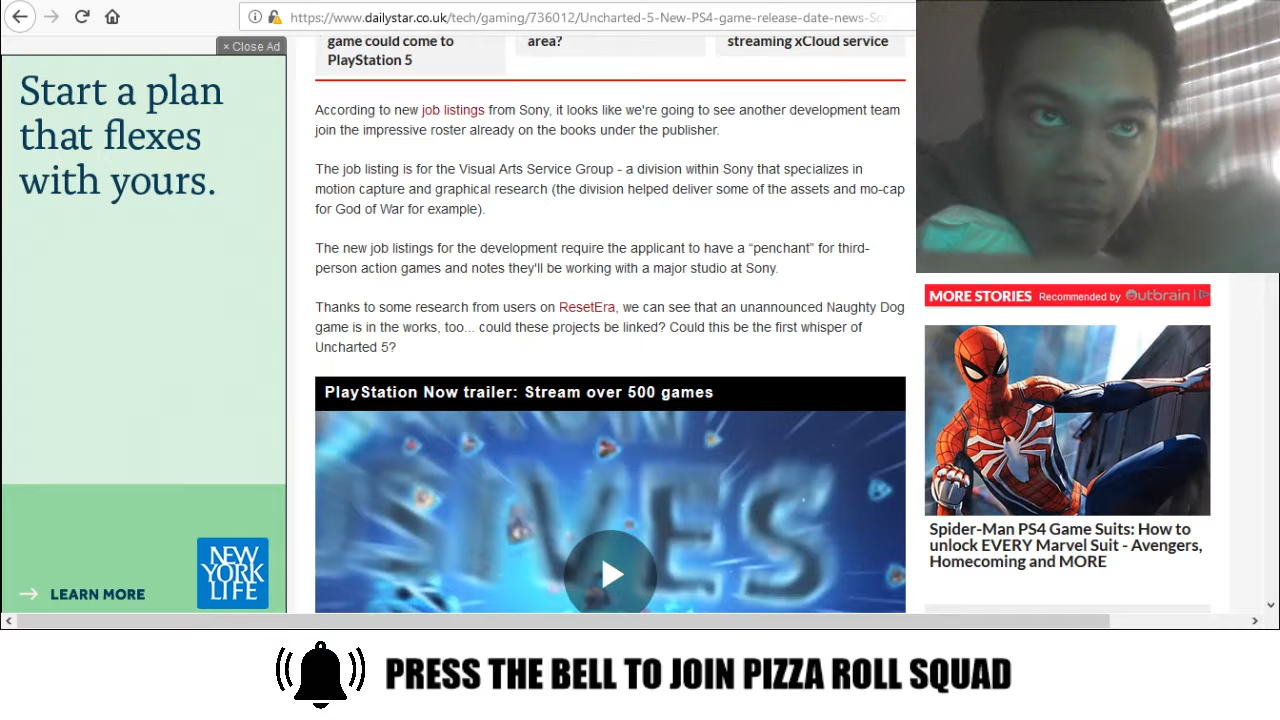 https://www.dailystar.co.uk/tech/gaming/736012/Uncharted-5-New-PS4-game-release-date-news-So
× Close Ad
Start a plan
that flexes
with yours.
LEARN MORE
NEW
YORK
LIFE
game could come to
PlayStation 5
area?
streaming xCloud service
According to new job listings from Sony, it looks like we're going to see another development team
join the impressive roster already on the books under the publisher.
The job listing is for the Visual Arts Service Group - a division within Sony that specializes in
motion capture and graphical research (the division helped deliver some of the assets and mo-cap
for God of War for example).
The new job listings for the development require the applicant to have a “penchant” for third-
person action games and notes they'll be working with a major studio at Sony.
Thanks to some research from users on ResetEra, we can see that an unannounced Naughty Dog
game is in the works, too... could these projects be linked? Could this be the first whisper of
Uncharted 5?
PlayStation Now trailer: Stream over 500 games
MORE STORIES Recommended by Outbrain
Spider-Man PS4 Game Suits: How to
unlock EVERY Marvel Suit - Avengers,
Homecoming and MORE
PRESS THE BELL TO JOIN PIZZA ROLL SQUAD